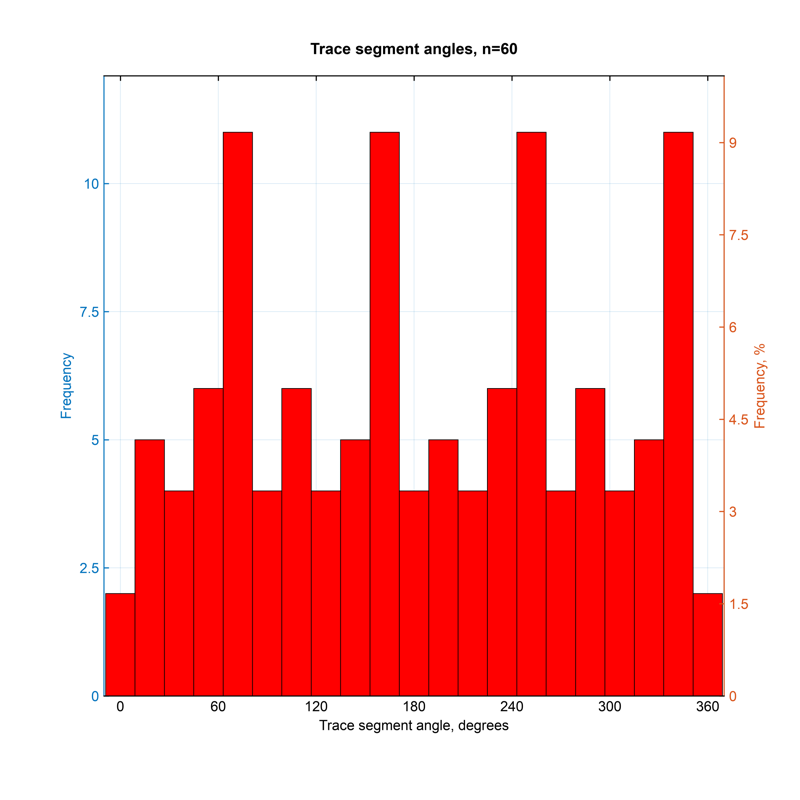 Trace segment angles, n=60
10
7.5
5
2.5
0
Frequency
9
7.5
6
4.5
3
1.5
0
Frequency, %
0 60 120 180 240 300 360
Trace segment angle, degrees